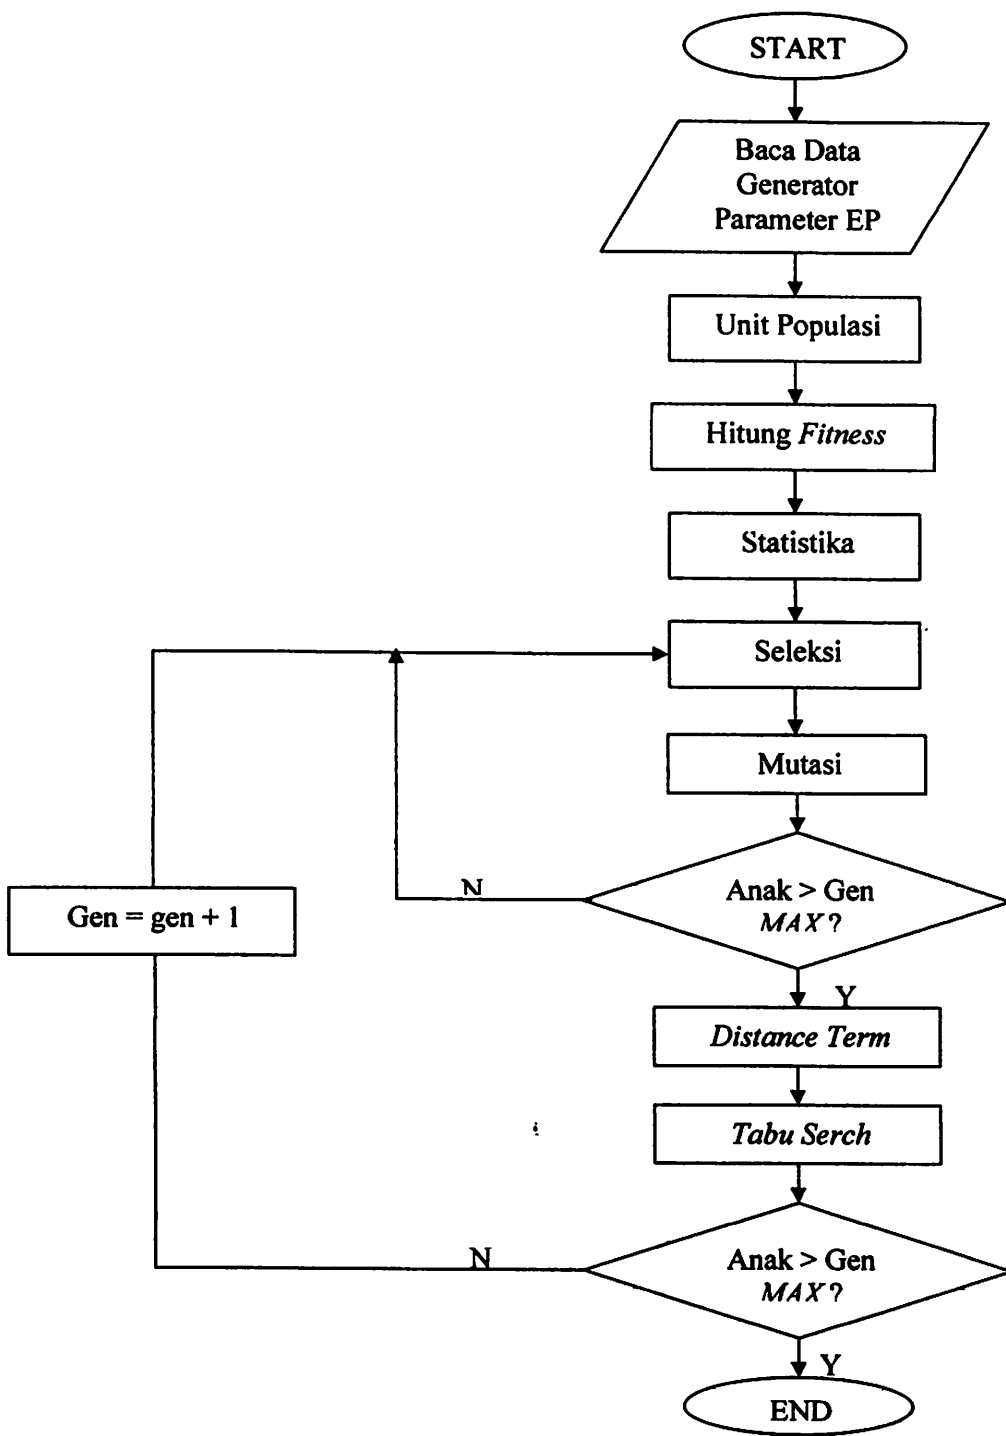 START
Baca Data
Generator
Parameter EP
Unit Populasi
Hitung Fitness
Statistika
Seleksi
Mutasi
Anak > Gen
MAX?
N
Y
Gen = gen + 1
Distance Term
Tabu Serch
Anak > Gen
MAX?
N
Y
END